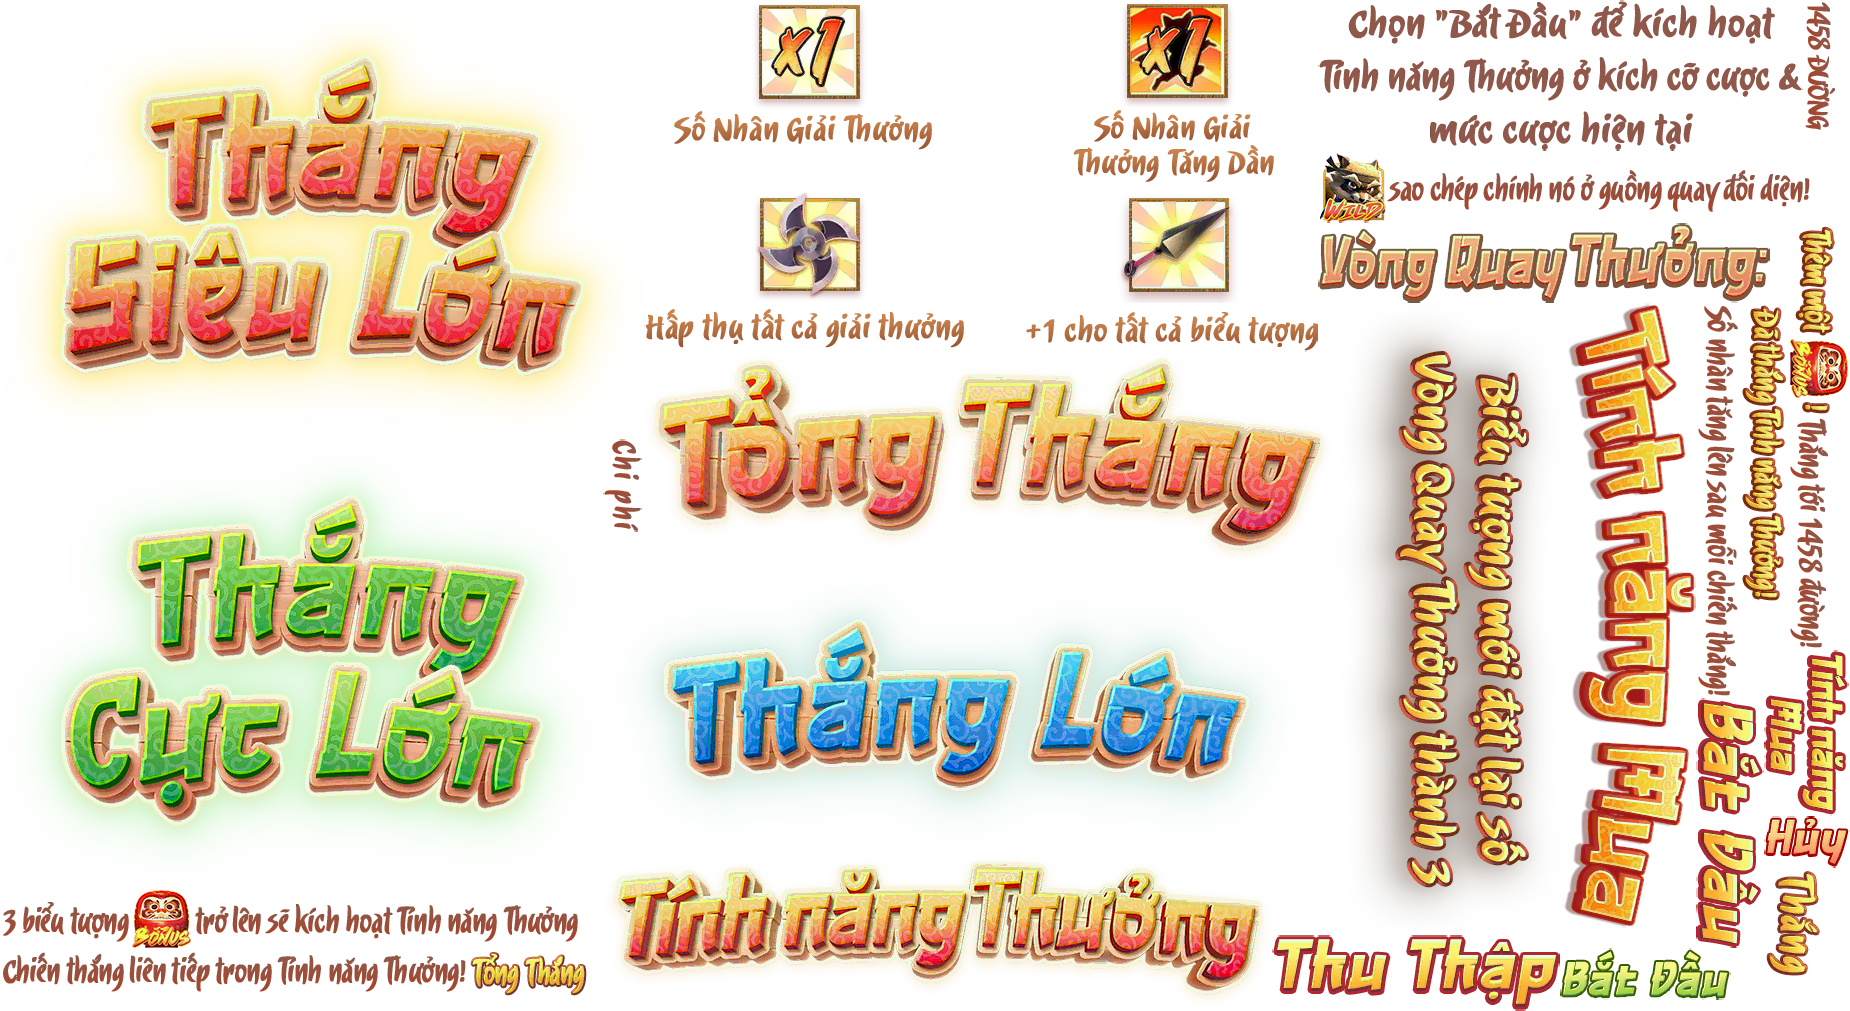 Thắng
Siêu Lớn
x1
Số Nhân Giải Thưởng
x1
Số Nhân Giải
Thưởng Tăng Dần
Hấp thụ tất cả giải thưởng
+1 cho tất cả biểu tượng
Chọn "Bắt Đầu" để kích hoạt
Tính năng Thưởng ở kích cỡ cược &
mức cược hiện tại
1458 ĐƯỜNG
WILD sao chép chính nó ở guồng quay đối diện!
Vòng Quay Thưởng:
Thêm một BONUS ! Thắng tới 1458 đường!
Đã thắng Tính năng Thưởng!
Số nhân tăng lên sau mỗi chiến thắng!
Tính năng Mua
Biểu tượng mới đặt lại số
Vòng Quay Thưởng thành 3
Tổng Thắng
Chi phí
Thắng
Cực Lớn
Thắng Lớn
Tính năng Thưởng
Tính năng
Mua
Bắt Đầu
Hủy
Thắng
3 biểu tượng BONUS trở lên sẽ kích hoạt Tính năng Thưởng
Chiến thắng liên tiếp trong Tính năng Thưởng! Tổng Thắng
Thu Thập
Bắt Đầu